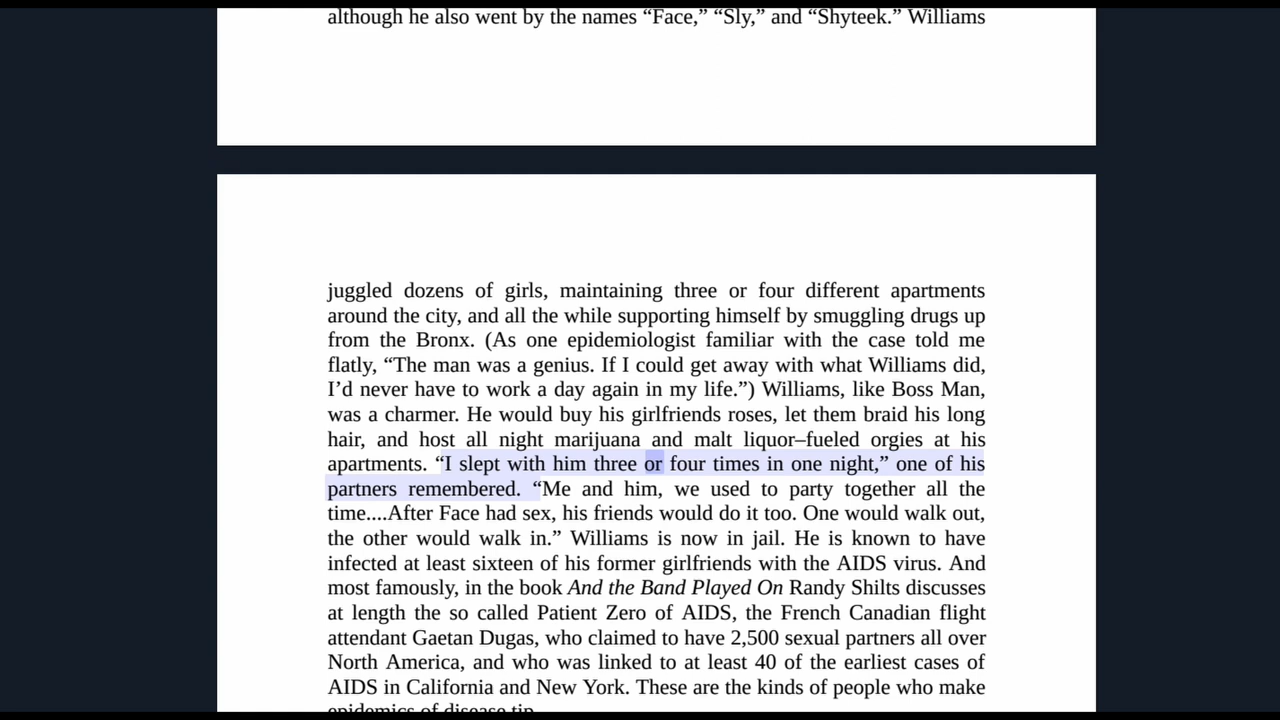 although he also went by the names “Face,” “Sly,” and “Shyteek.” Williams
juggled dozens of girls, maintaining three or four different apartments
around the city, and all the while supporting himself by smuggling drugs up
from the Bronx. (As one epidemiologist familiar with the case told me
flatly, “The man was a genius. If I could get away with what Williams did,
I’d never have to work a day again in my life.”) Williams, like Boss Man,
was a charmer. He would buy his girlfriends roses, let them braid his long
hair, and host all night marijuana and malt liquor–fueled orgies at his
apartments. “I slept with him three or four times in one night,” one of his
partners remembered. “Me and him, we used to party together all the
time....After Face had sex, his friends would do it too. One would walk out,
the other would walk in.” Williams is now in jail. He is known to have
infected at least sixteen of his former girlfriends with the AIDS virus. And
most famously, in the book And the Band Played On Randy Shilts discusses
at length the so called Patient Zero of AIDS, the French Canadian flight
attendant Gaetan Dugas, who claimed to have 2,500 sexual partners all over
North America, and who was linked to at least 40 of the earliest cases of
AIDS in California and New York. These are the kinds of people who make
epidemics of disease tip.